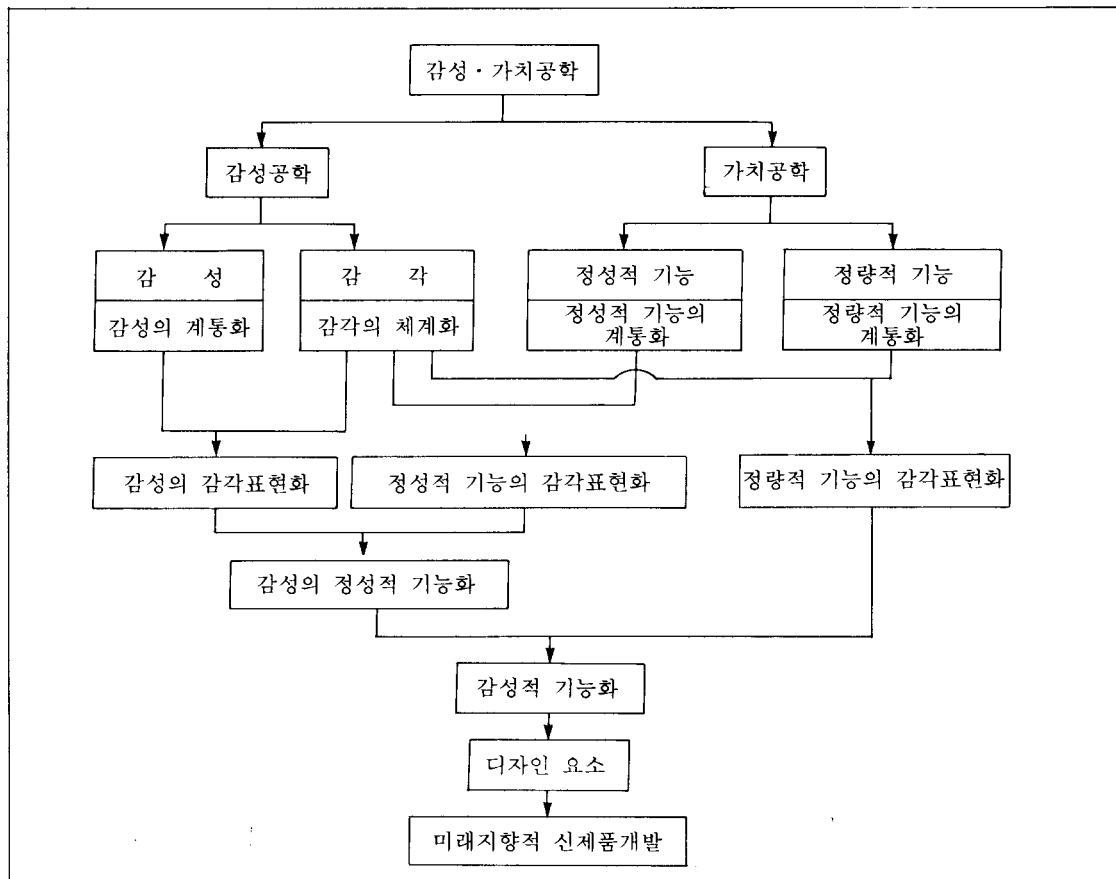 감성·가치공학
감성공학
가치공학
감 성
감성의 계통화
감 각
감각의 체계화
정성적 기능
정성적 기능의
계통화
정량적 기능
정량적 기능의
계통화
감성의 감각표현화
정성적 기능의 감각표현화
정량적 기능의 감각표현화
감성의 정성적 기능화
감성적 기능화
디자인 요소
미래지향적 신제품개발